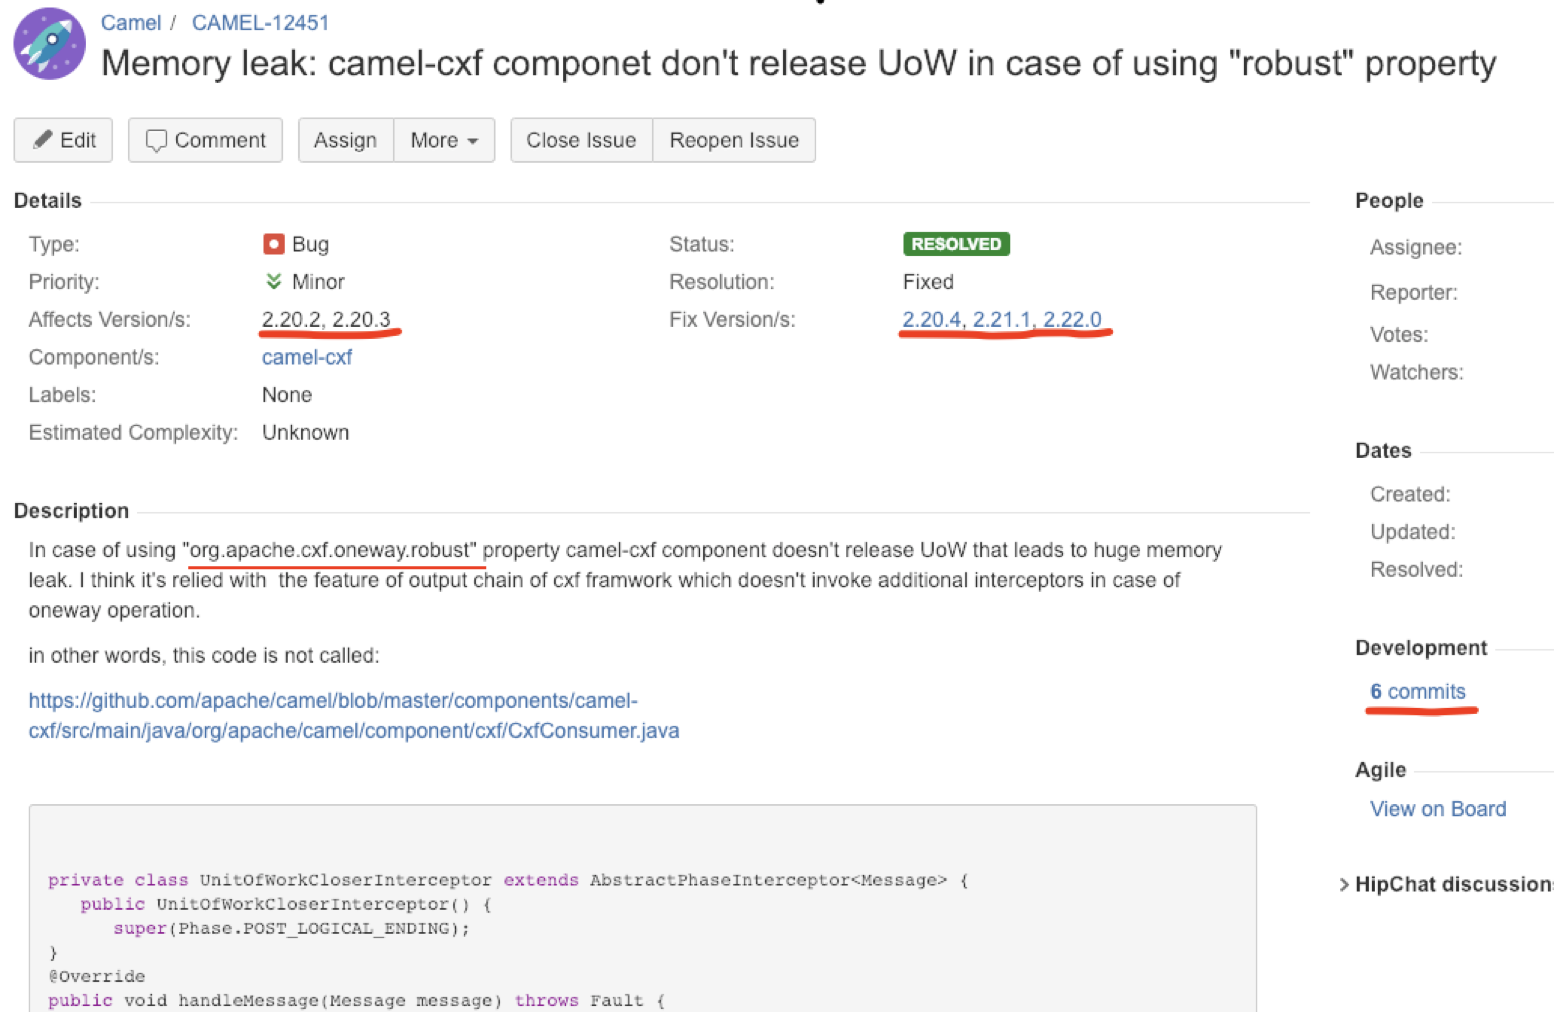 Camel / CAMEL-12451
Memory leak: camel-cxf componet don't release UoW in case of using "robust" property
Edit Comment Assign More Close Issue Reopen Issue
Details
Type: Bug
Priority: Minor
Affects Version/s: 2.20.2, 2.20.3
Component/s: camel-cxf
Labels: None
Estimated Complexity: Unknown
Status: RESOLVED
Resolution: Fixed
Fix Version/s: 2.20.4, 2.21.1, 2.22.0
Description
In case of using "org.apache.cxf.oneway.robust" property camel-cxf component doesn't release UoW that leads to huge memory
leak. I think it's relied with the feature of output chain of cxf framwork which doesn't invoke additional interceptors in case of
oneway operation.
in other words, this code is not called:
https://github.com/apache/camel/blob/master/components/camel-
cxf/src/main/java/org/apache/camel/component/cxf/CxfConsumer.java
private class UnitOfWorkCloserInterceptor extends AbstractPhaseInterceptor<Message> {
public UnitOfWorkCloserInterceptor() {
super(Phase.POST_LOGICAL_ENDING);
}
@Override
public void handleMessage(Message message) throws Fault {
People
Assignee:
Reporter:
Votes:
Watchers:
Dates
Created:
Updated:
Resolved:
Development
6 commits
Agile
View on Board
HipChat discussion